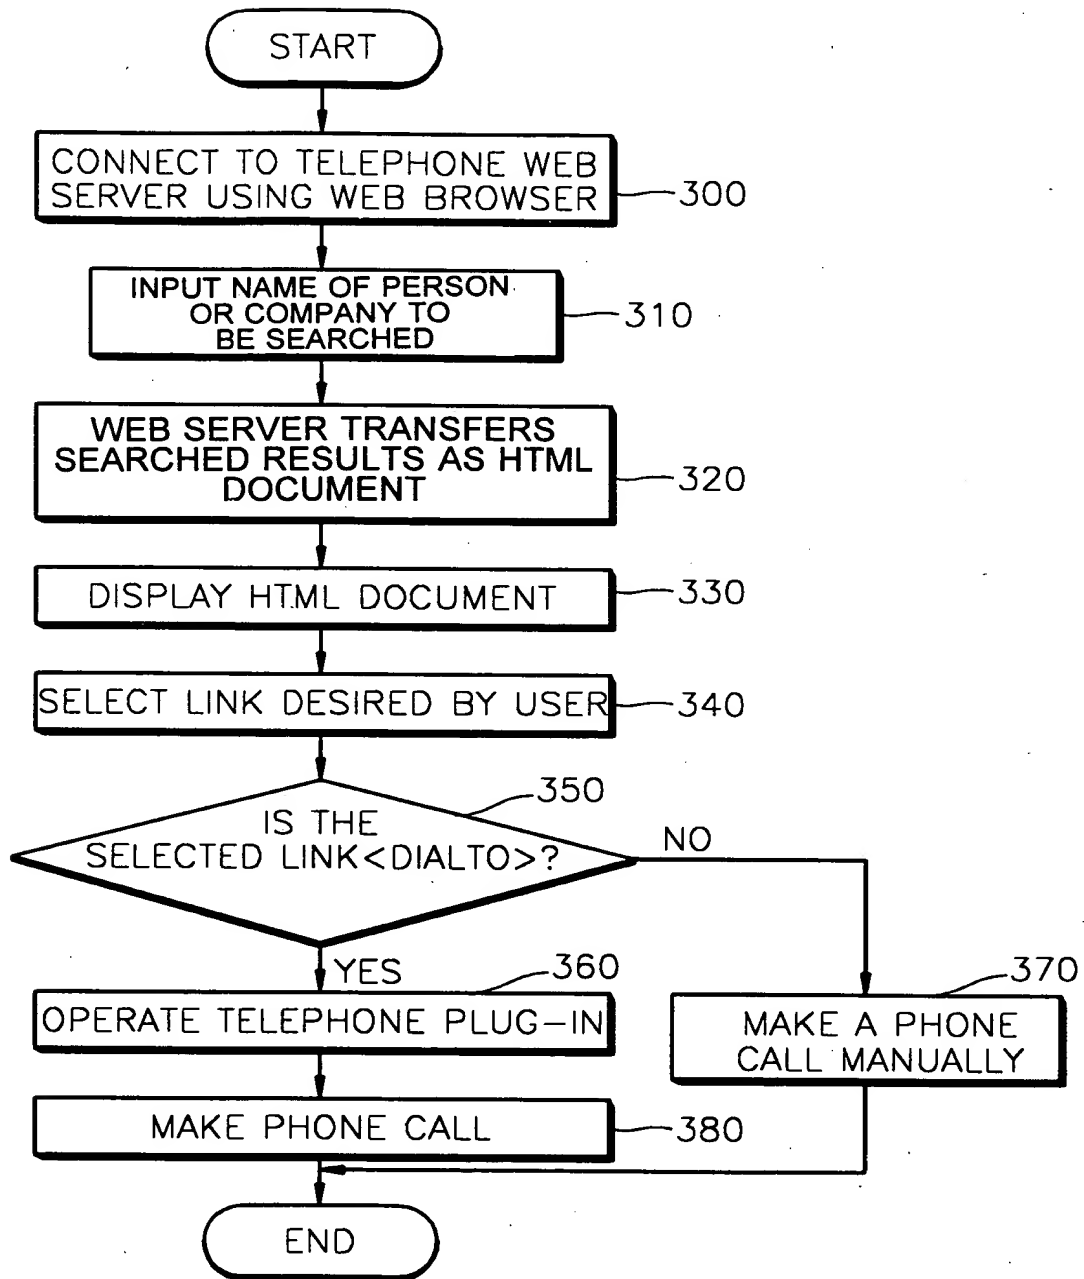 START
CONNECT TO TELEPHONE WEB
SERVER USING WEB BROWSER
300
INPUT NAME OF PERSON
OR COMPANY TO
BE SEARCHED
310
WEB SERVER TRANSFERS
SEARCHED RESULTS AS HTML
DOCUMENT
320
DISPLAY HTML DOCUMENT
330
SELECT LINK DESIRED BY USER
340
350
IS THE
SELECTED LINK<DIALTO>?
NO
YES
360
OPERATE TELEPHONE PLUG-IN
370
MAKE A PHONE
CALL MANUALLY
MAKE PHONE CALL
380
END